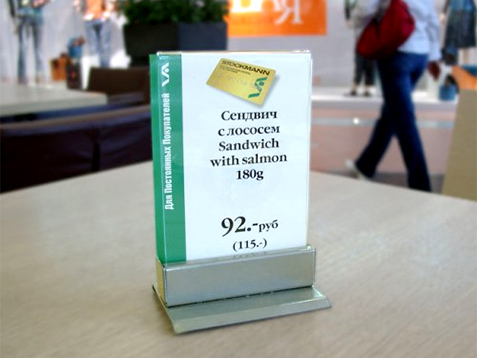 STOCKMANN
Для Постоянных Покупателей
Сендвич
с лососем
Sandwich
with salmon
180g
92.-руб
(115.-)